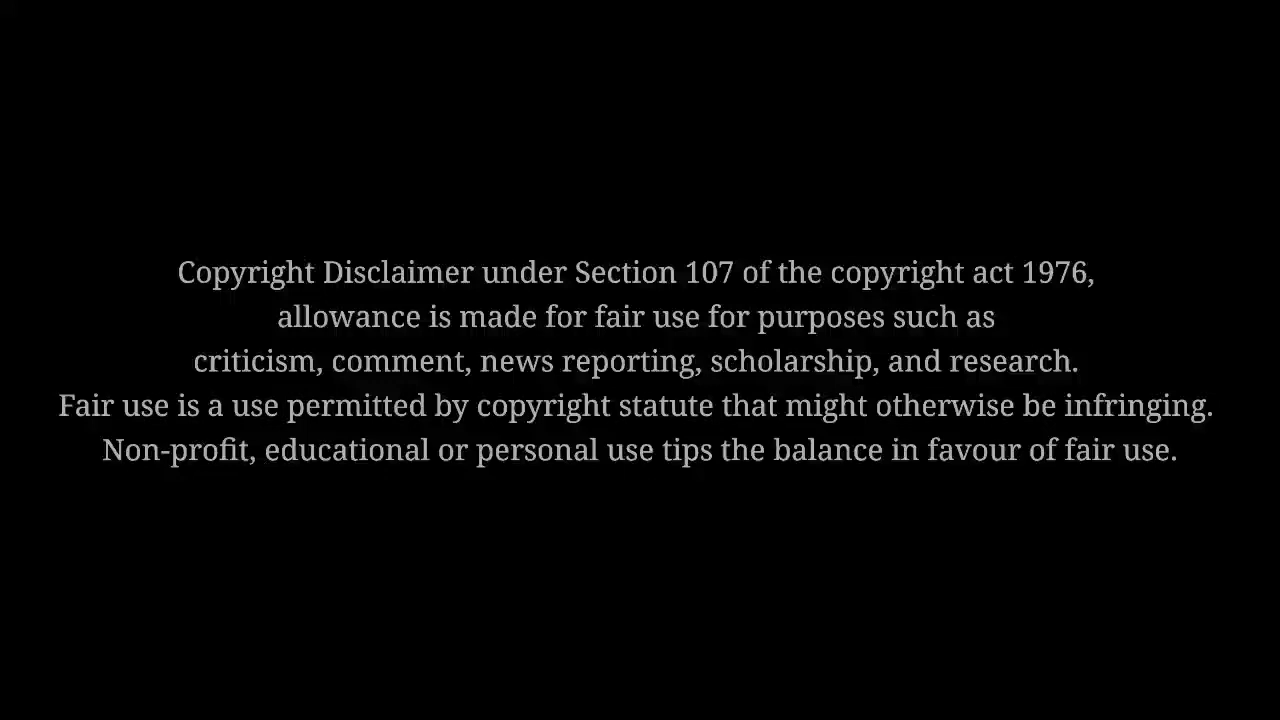 Copyright Disclaimer under Section 107 of the copyright act 1976,
allowance is made for fair use for purposes such as
criticism, comment, news reporting, scholarship, and research.
Fair use is a use permitted by copyright statute that might otherwise be infringing.
Non-profit, educational or personal use tips the balance in favour of fair use.